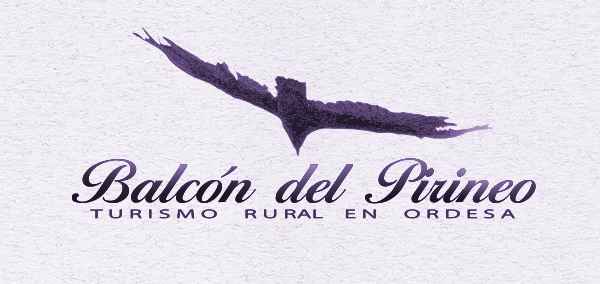 Balcón del Pirineo
TURISMO RURAL EN ORDESA